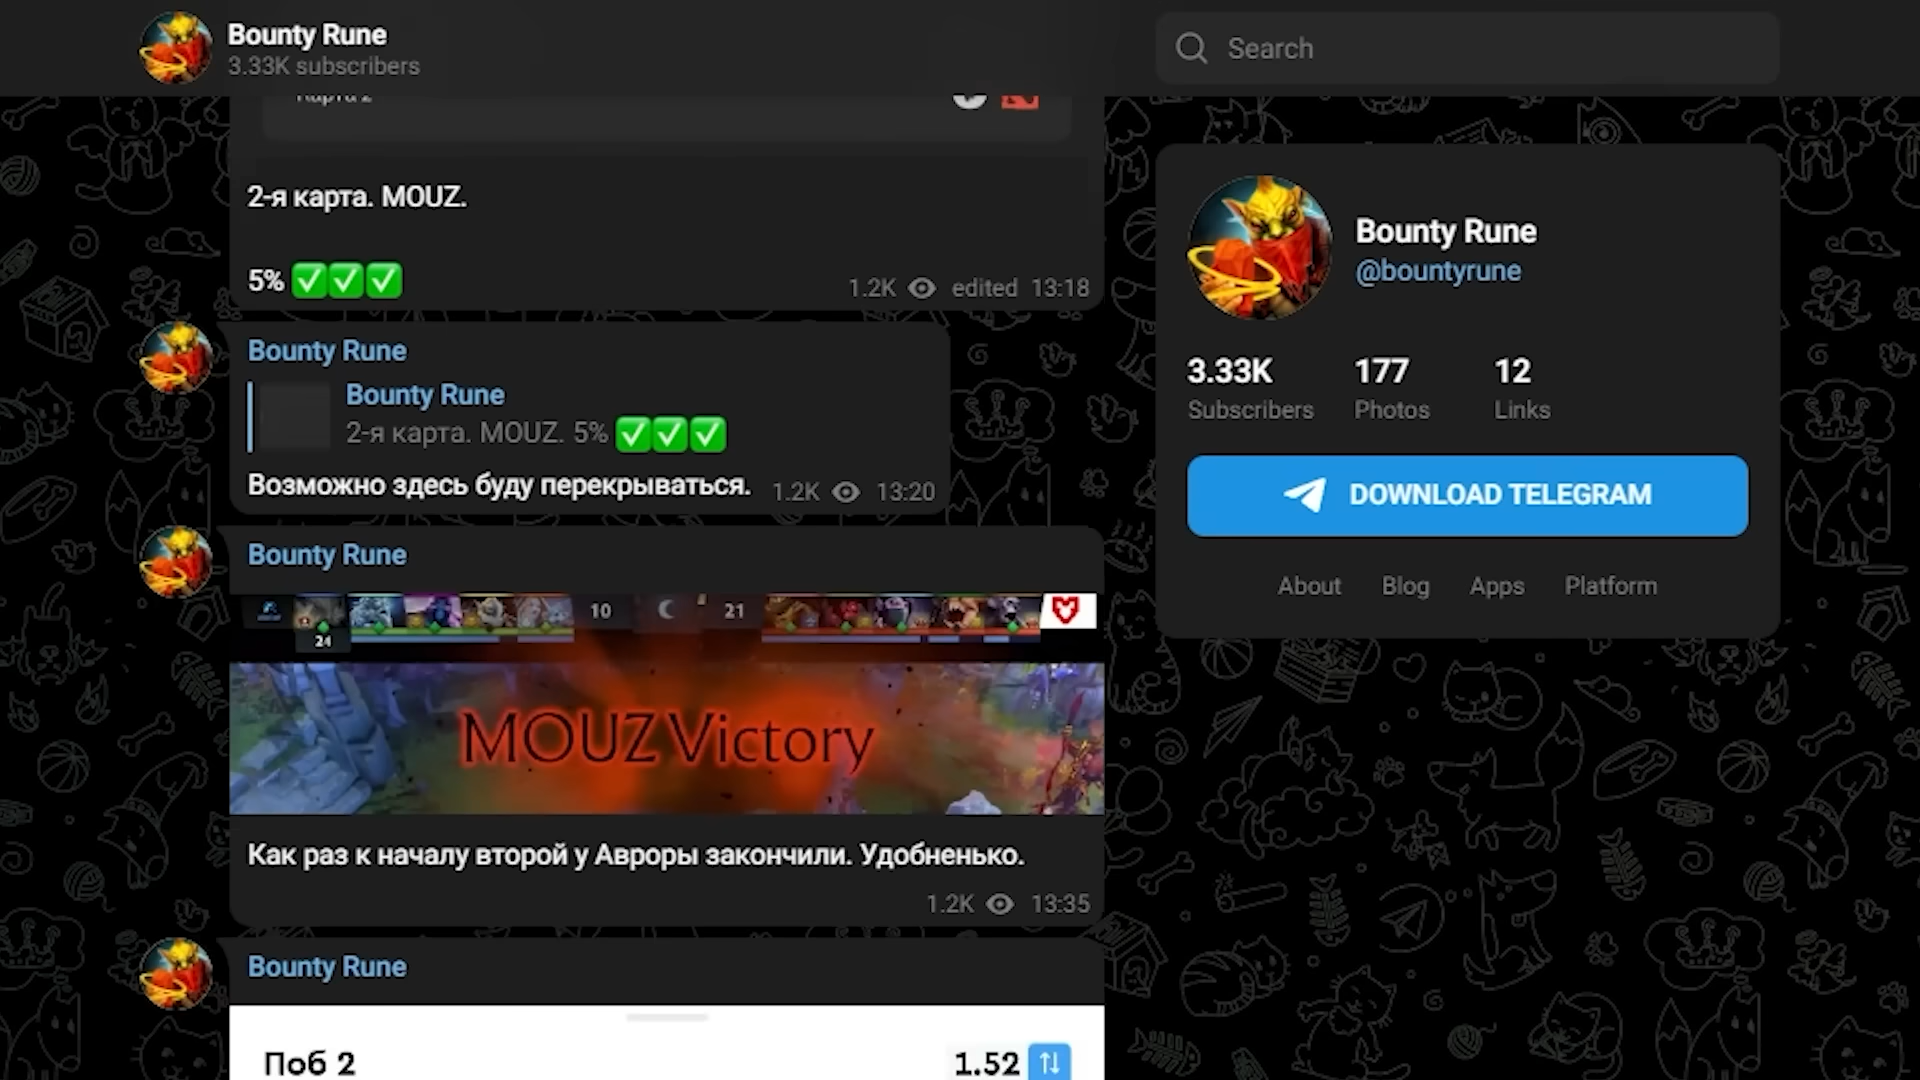 Bounty Rune
3.33K subscribers
Search
Карта 2
2-я карта. MOUZ.
5% ✅✅✅
1.2K edited 13:18
Bounty Rune
Bounty Rune
2-я карта. MOUZ. 5% ✅✅✅
Возможно здесь буду перекрываться. 1.2K 13:20
Bounty Rune
10 21
24
MOUZ Victory
Как раз к началу второй у Авроры закончили. Удобненько.
1.2K 13:35
Bounty Rune
Поб 2 1.52
Bounty Rune
@bountyrune
3.33K 177 12
Subscribers Photos Links
DOWNLOAD TELEGRAM
About Blog Apps Platform